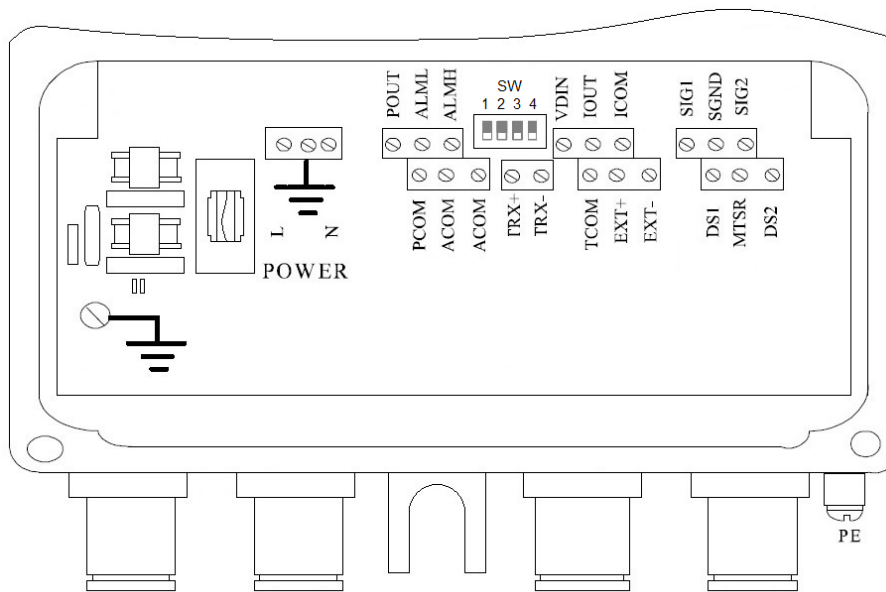 SW
1 2 3 4
POUT ALML ALMH VDIN IOUT ICOM SIG1 SGND SIG2
PCOM ACOM ACOM TRX+ TRX- TCOM EXT+ EXT- DS1 MTSR DS2
L N
POWER
PE